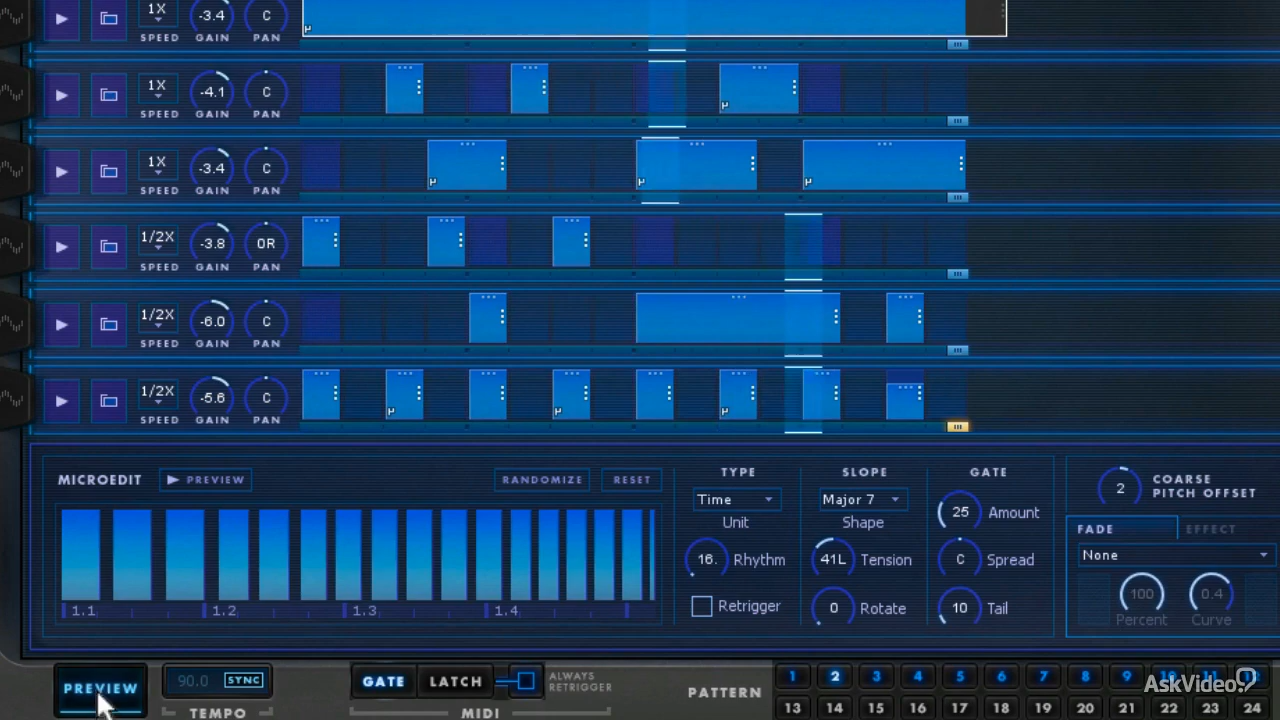 1X -3.4 C
SPEED GAIN PAN
µ
1X -4.1 C
SPEED GAIN PAN
µ
1X -3.4 C
SPEED GAIN PAN
µ µ µ
1/2X -3.8 0R
SPEED GAIN PAN
1/2X -6.0 C
SPEED GAIN PAN
1/2X -5.6 C
SPEED GAIN PAN
µ µ µ
MICROEDIT PREVIEW RANDOMIZE RESET
1.1 1.2 1.3 1.4
TYPE
Time
Unit
16. Rhythm
Retrigger
SLOPE
Major 7
Shape
41L Tension
0 Rotate
GATE
25 Amount
C Spread
10 Tail
2 COARSE
PITCH OFFSET
FADE EFFECT
None
100 0.4
Percent Curve
PREVIEW
90.0 SYNC
TEMPO
GATE LATCH ALWAYS
RETRIGGER
MIDI
PATTERN
1 2 3 4 5 6 7 8 9 10 11 12
13 14 15 16 17 18 19 20 21 22 23 24
AskVideo